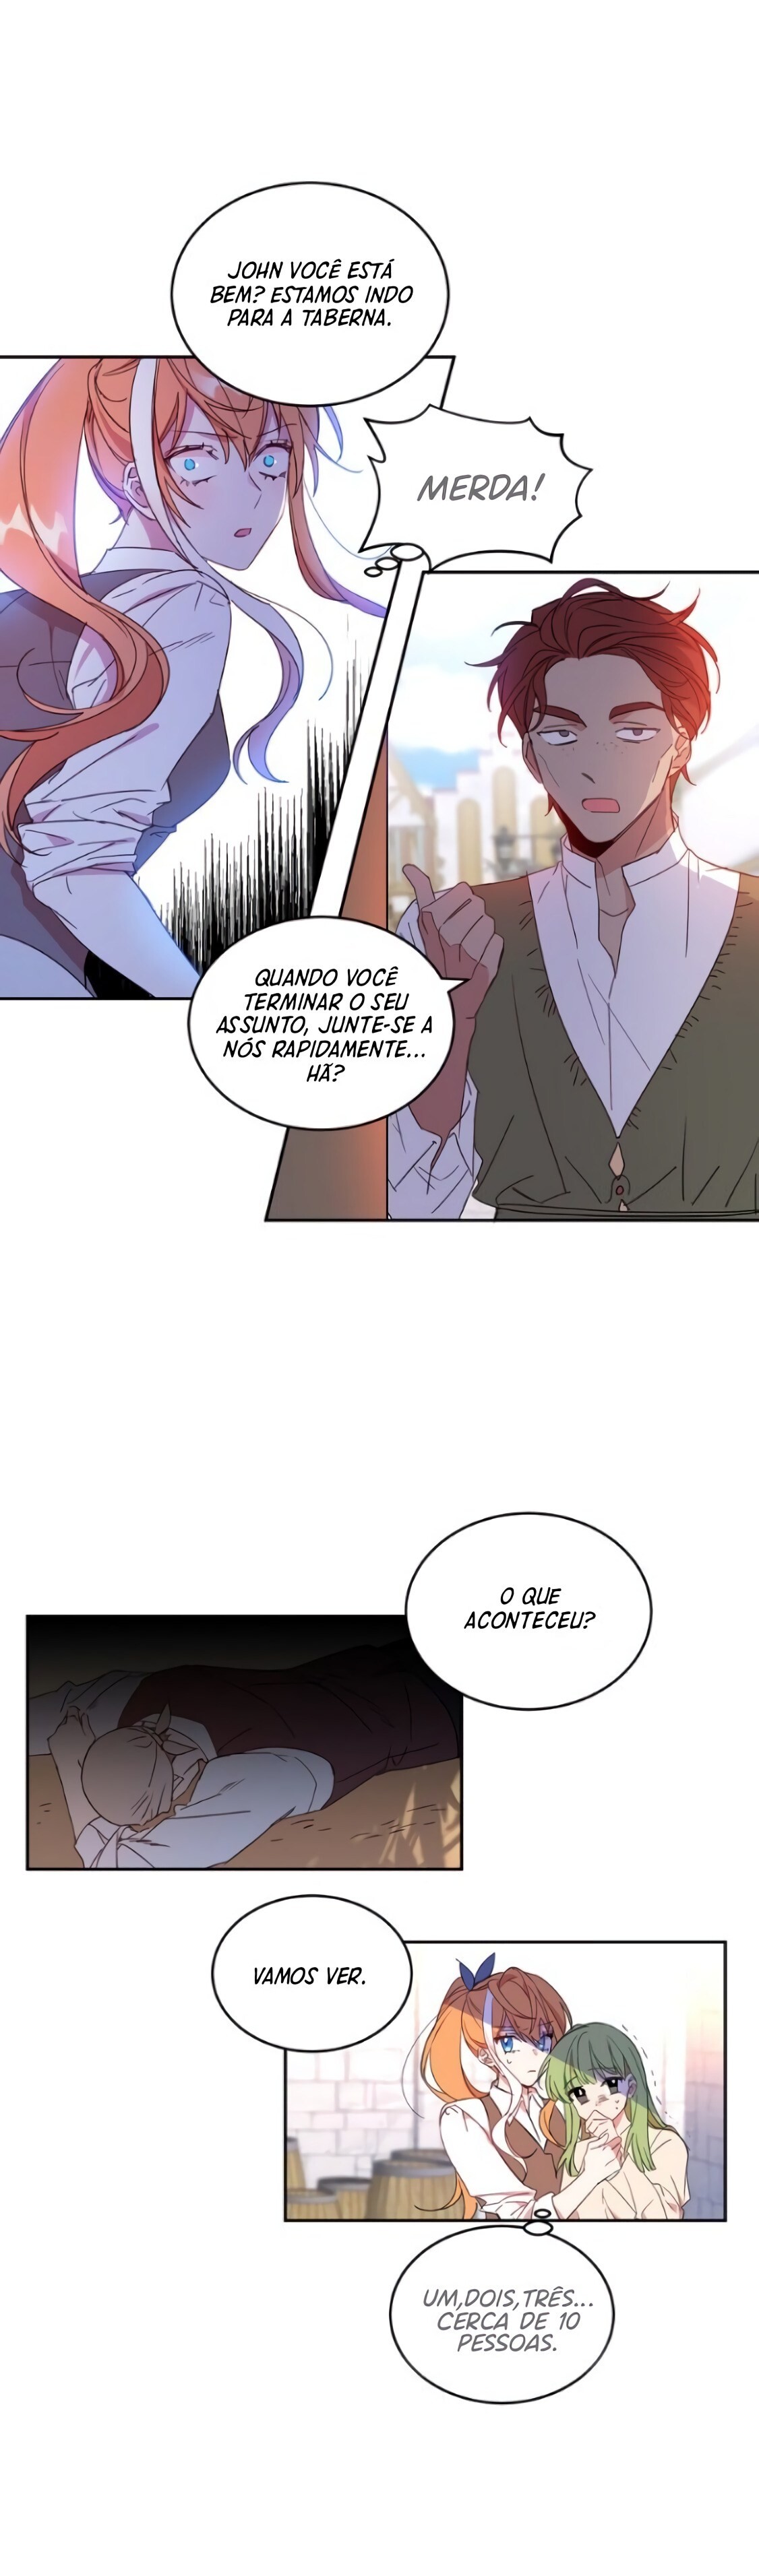 JOHN VOCÊ ESTÁ
BEM? ESTAMOS INDO
PARA A TABERNA.
MERDA!
QUANDO VOCÊ
TERMINAR O SEU
ASSUNTO, JUNTE-SE A
NÓS RAPIDAMENTE...
HÃ?
O QUE
ACONTECEU?
VAMOS VER.
UM,DOIS,TRÊS...
CERCA DE 10
PESSOAS.